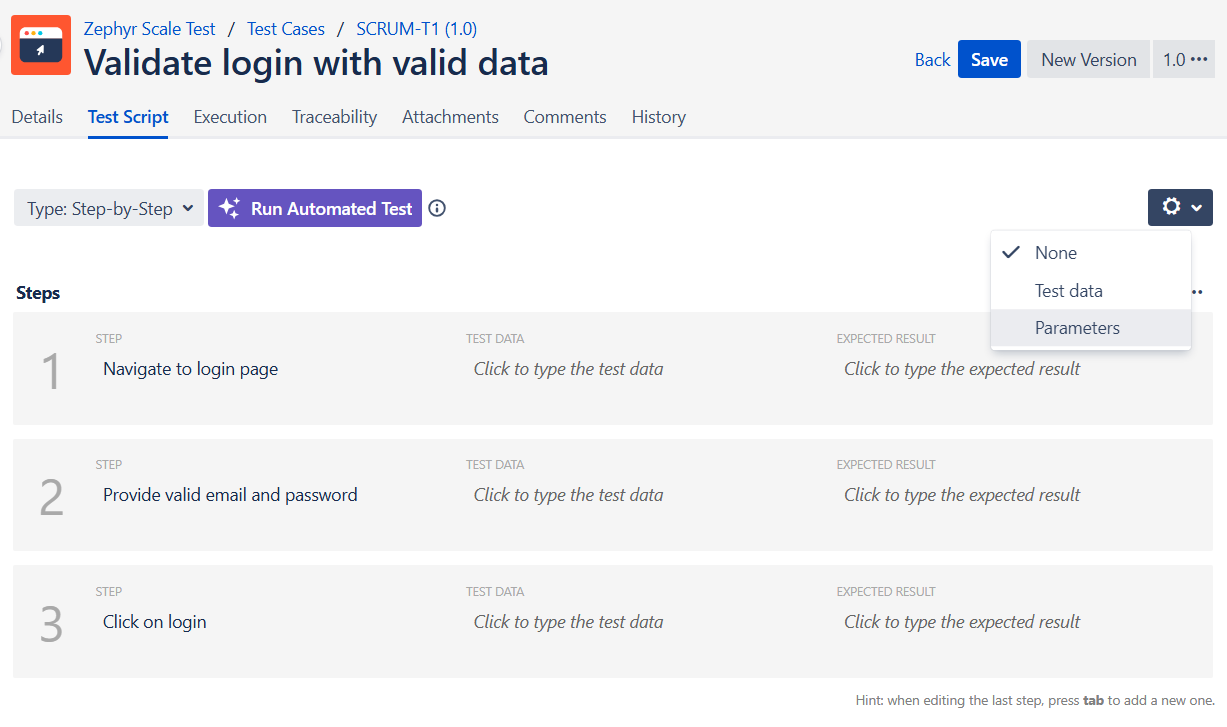 Zephyr Scale Test / Test Cases / SCRUM-T1 (1.0)
Validate login with valid data
Back Save New Version 1.0 •••
Details Test Script Execution Traceability Attachments Comments History
Type: Step-by-Step Run Automated Test
None
Test data
Parameters
Steps
1 STEP TEST DATA EXPECTED RESULT
Navigate to login page Click to type the test data Click to type the expected result
2 STEP TEST DATA EXPECTED RESULT
Provide valid email and password Click to type the test data Click to type the expected result
3 STEP TEST DATA EXPECTED RESULT
Click on login Click to type the test data Click to type the expected result
Hint: when editing the last step, press tab to add a new one.